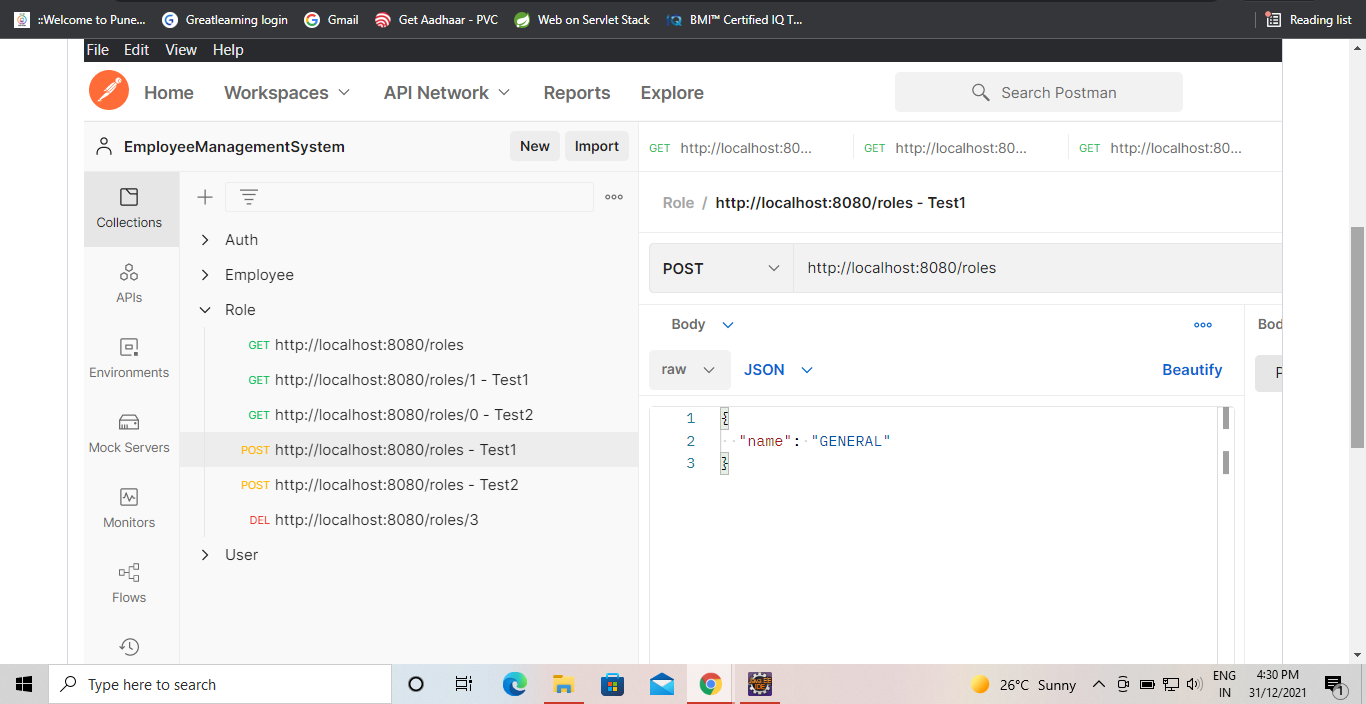 ::Welcome to Pune...
Greatlearning login
Gmail
Get Aadhaar - PVC
Web on Servlet Stack
BMI™ Certified IQ T...
Reading list
File Edit View Help
Home
Workspaces
API Network
Reports
Explore
Search Postman
EmployeeManagementSystem
New
Import
GET http://localhost:80...
GET http://localhost:80...
GET http://localhost:80...
Collections
APIs
Environments
Mock Servers
Monitors
Flows
Auth
Employee
Role
GET http://localhost:8080/roles
GET http://localhost:8080/roles/1 - Test1
GET http://localhost:8080/roles/0 - Test2
POST http://localhost:8080/roles - Test1
POST http://localhost:8080/roles - Test2
DEL http://localhost:8080/roles/3
User
Role / http://localhost:8080/roles - Test1
POST
http://localhost:8080/roles
Body
Bod
raw
JSON
Beautify
P
1 {
2 "name": "GENERAL"
3 }
Type here to search
26°C Sunny
ENG
IN
4:30 PM
31/12/2021
1